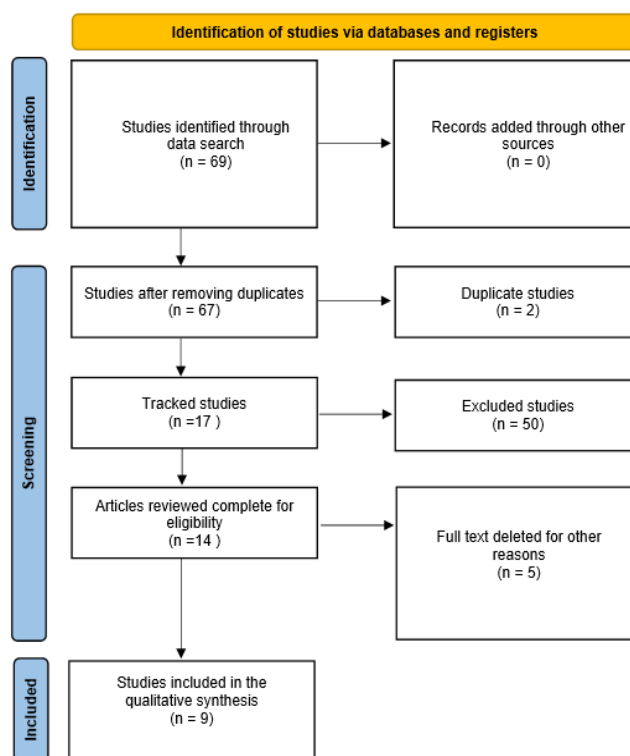 Identification of studies via databases and registers
Identification
Studies identified through
data search
(n = 69)
Records added through other
sources
(n = 0)
Screening
Studies after removing duplicates
(n = 67)
Duplicate studies
(n = 2)
Tracked studies
(n =17 )
Excluded studies
(n = 50)
Articles reviewed complete for
eligibility
(n =14 )
Full text deleted for other
reasons
(n = 5)
Included
Studies included in the
qualitative synthesis
(n = 9)